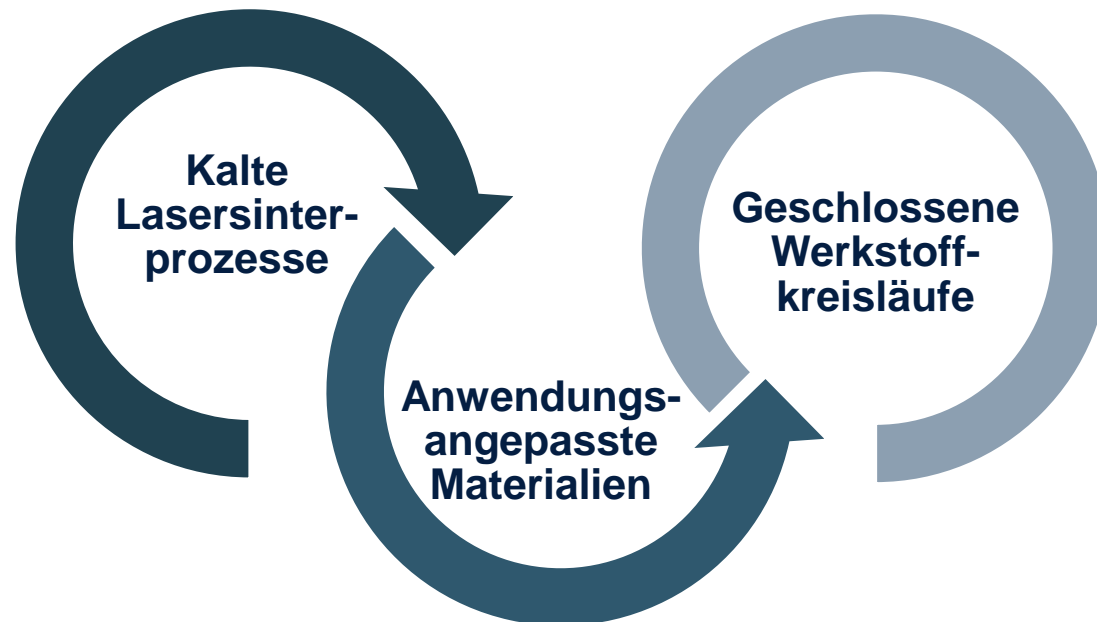 Kalte
Lasersinter-
prozesse
Anwendungs-
angepasste
Materialien
Geschlossene
Werkstoff-
kreisläufe